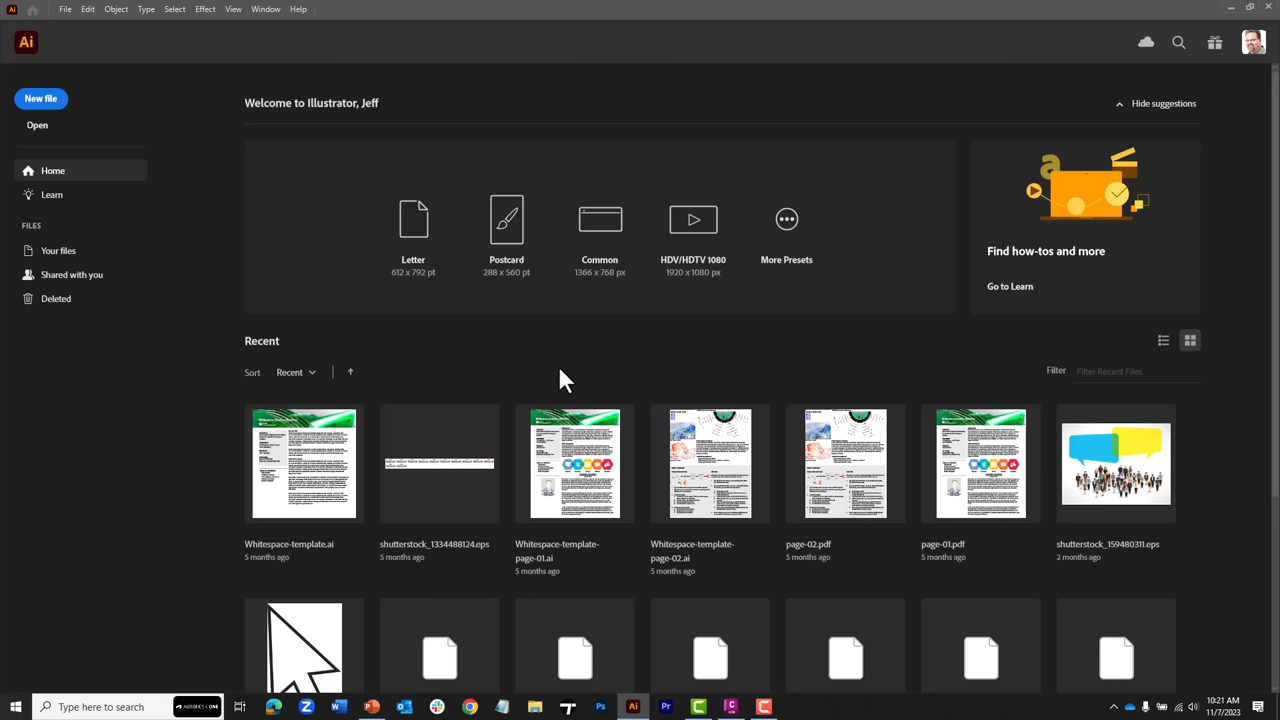 Ai
File Edit Object Type Select Effect View Window Help
Ai
New file
Open
Home
Learn
FILES
Your files
Shared with you
Deleted
Welcome to Illustrator, Jeff
Hide suggestions
Letter
612 x 792 pt
Postcard
288 x 560 pt
Common
1366 x 768 px
HDV/HDTV 1080
1920 x 1080 px
More Presets
Find how-tos and more
Go to Learn
Recent
Sort Recent
Filter Filter Recent Files
Whitespace-template.ai
5 months ago
shutterstock_1334488124.eps
5 months ago
Whitespace-template-
page-01.ai
5 months ago
Whitespace-template-
page-02.ai
5 months ago
page-02.pdf
5 months ago
page-01.pdf
5 months ago
shutterstock_159480311.eps
2 months ago
Type here to search
AUTODESK ONE
Ps
Ai
Pr
10:21 AM
11/7/2023